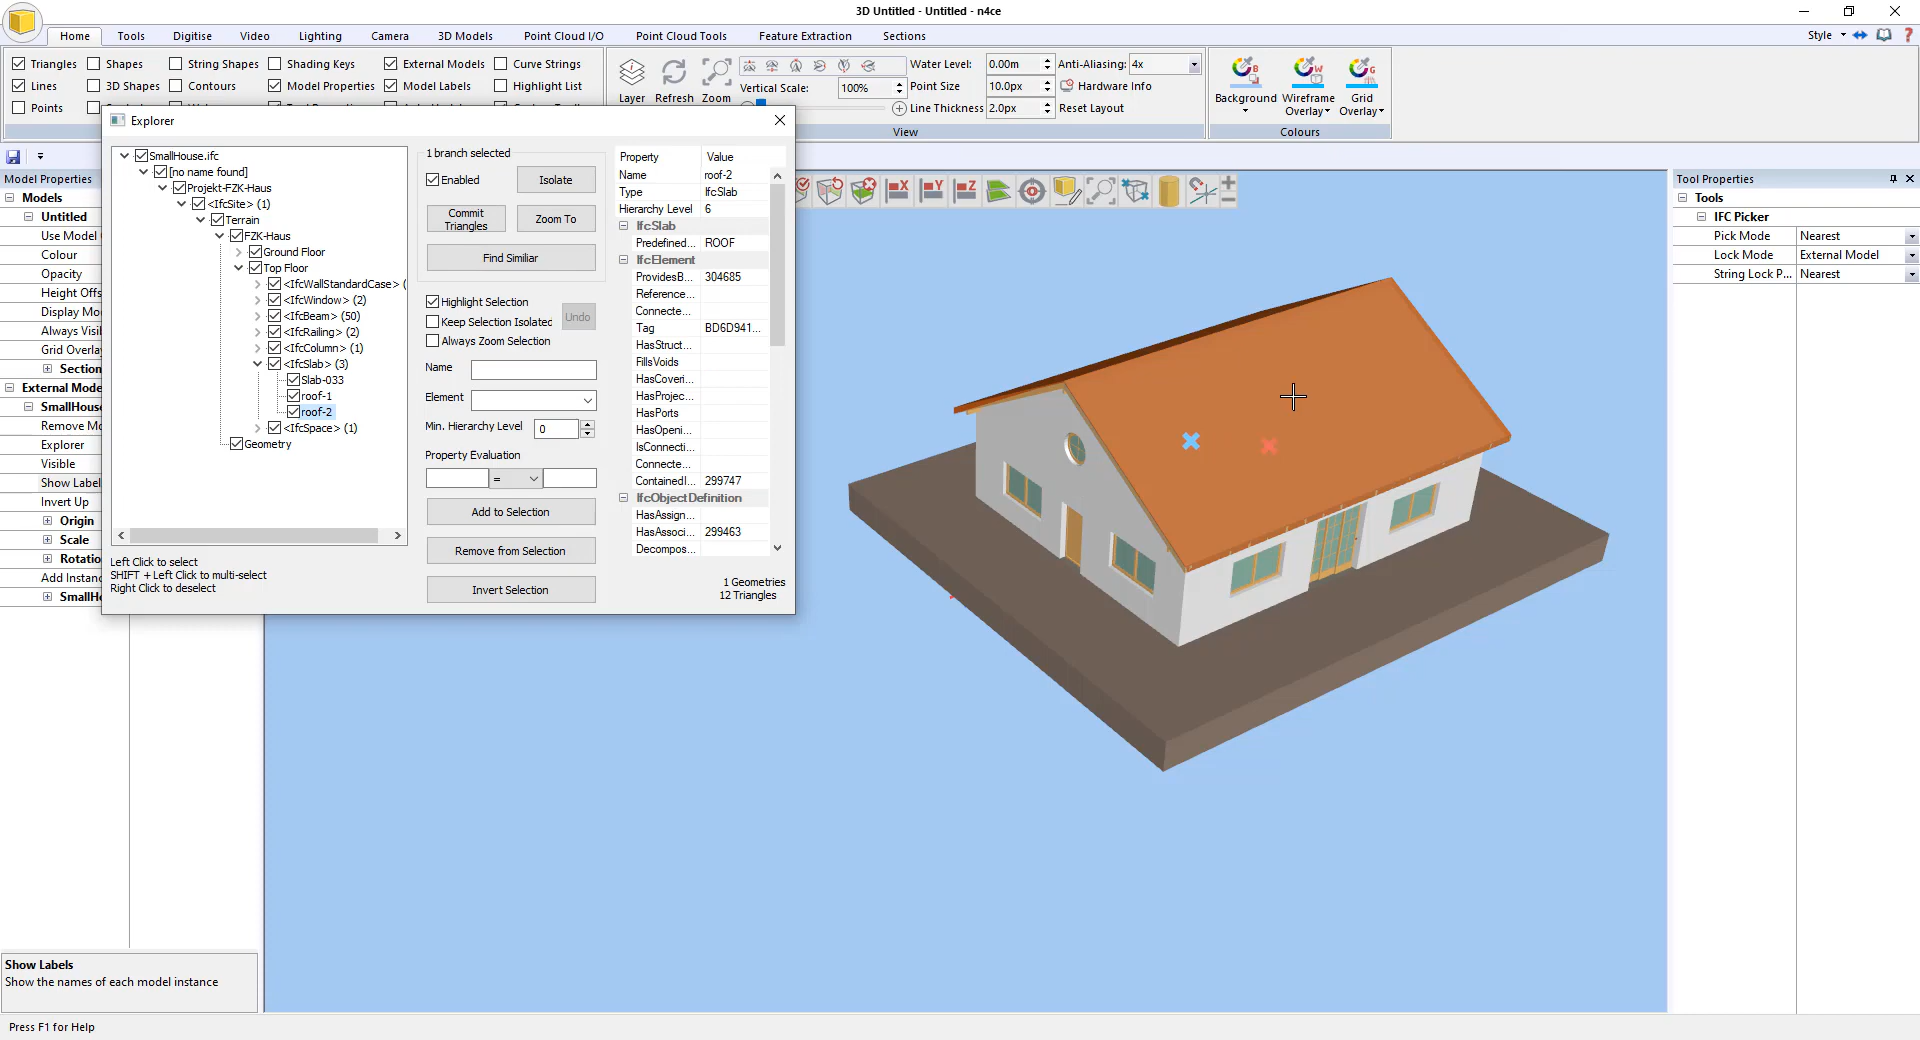 3D Untitled - Untitled - n4ce
Home Tools Digitise Video Lighting Camera 3D Models Point Cloud I/O Point Cloud Tools Feature Extraction Sections Style
Triangles Shapes String Shapes Shading Keys External Models Curve Strings
Lines 3D Shapes Contours Model Properties Model Labels Highlight List
Points
Layer Refresh Zoom
Water Level: 0.00m Anti-Aliasing: 4x
Vertical Scale: 100% Point Size 10.0px Hardware Info
Line Thickness 2.0px Reset Layout
View
Background Wireframe Overlay Grid Overlay
Colours
Explorer
SmallHouse.ifc
[no name found]
Projekt-FZK-Haus
<IfcSite> (1)
Terrain
FZK-Haus
Ground Floor
Top Floor
<IfcWallStandardCase> (
<IfcWindow> (2)
<IfcBeam> (50)
<IfcRailing> (2)
<IfcColumn> (1)
<IfcSlab> (3)
Slab-033
roof-1
roof-2
<IfcSpace> (1)
Geometry
Left Click to select
SHIFT + Left Click to multi-select
Right Click to deselect
1 branch selected
Enabled Isolate
Commit Triangles Zoom To
Find Similiar
Highlight Selection
Keep Selection Isolated Undo
Always Zoom Selection
Name
Element
Min. Hierarchy Level 0
Property Evaluation
=
Add to Selection
Remove from Selection
Invert Selection
Property Value
Name roof-2
Type IfcSlab
Hierarchy Level 6
IfcSlab
Predefined... ROOF
IfcElement
ProvidesB... 304685
Reference...
Connecte...
Tag BD6D941...
HasStruct...
FillsVoids
HasCoveri...
HasProjec...
HasPorts
HasOpeni...
IsConnecti...
Connecte...
ContainedI... 299747
IfcObjectDefinition
HasAssign...
HasAssoci... 299463
Decompos...
1 Geometries
12 Triangles
Model Properties
Models
Untitled
Use Model
Colour
Opacity
Height Offs
Display Mo
Always Visi
Grid Overlay
Section
External Mode
SmallHouse
Remove Mo
Explorer
Visible
Show Label
Invert Up
Origin
Scale
Rotatio
Add Instanc
SmallHo
Show Labels
Show the names of each model instance
Press F1 for Help
Tool Properties
Tools
IFC Picker
Pick Mode Nearest
Lock Mode External Model
String Lock P... Nearest